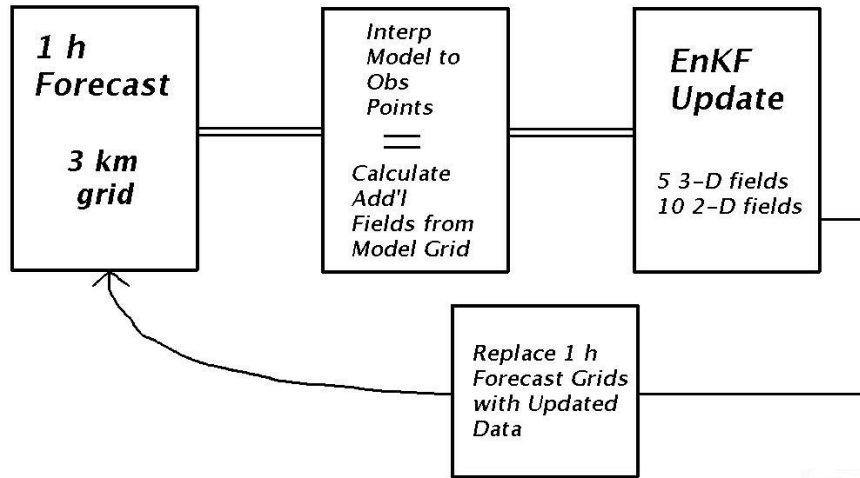 1 h
Forecast
3 km
grid
Interp
Model to
Obs
Points
=
Calculate
Add'l
Fields from
Model Grid
EnKF
Update
5 3-D fields
10 2-D fields
Replace 1 h
Forecast Grids
with Updated
Data